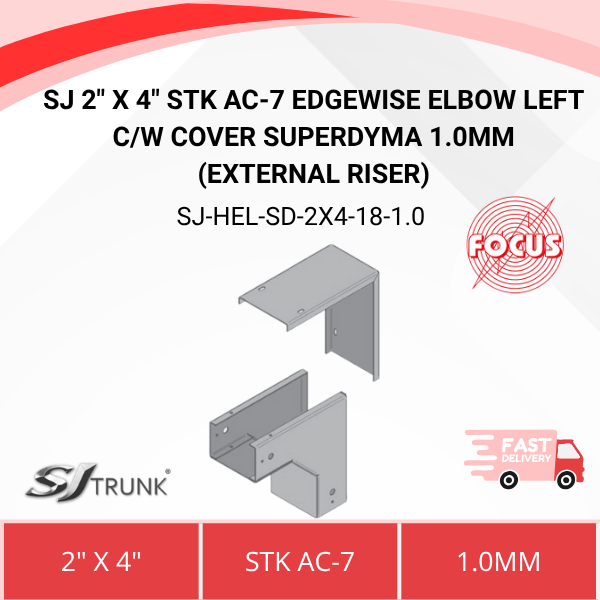 SJ 2" X 4" STK AC-7 EDGEWISE ELBOW LEFT
C/W COVER SUPERDYMA 1.0MM
(EXTERNAL RISER)
SJ-HEL-SD-2X4-18-1.0
FOCUS
FAST
DELIVERY
SJ TRUNK®
2" X 4"
STK AC-7
1.0MM